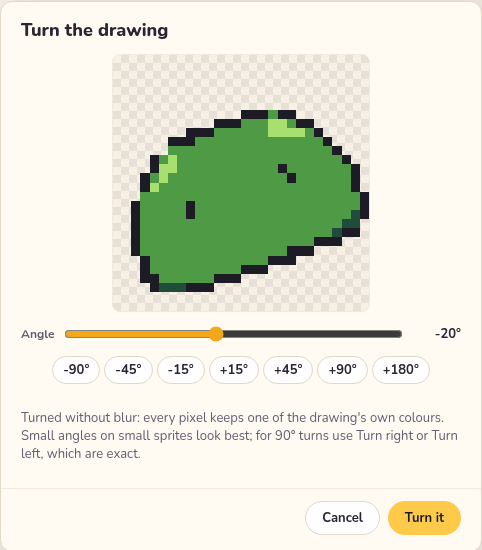 Turn the drawing
Angle
-20°
-90°
-45°
-15°
+15°
+45°
+90°
+180°
Turned without blur: every pixel keeps one of the drawing's own colours.
Small angles on small sprites look best; for 90° turns use Turn right or Turn
left, which are exact.
Cancel
Turn it